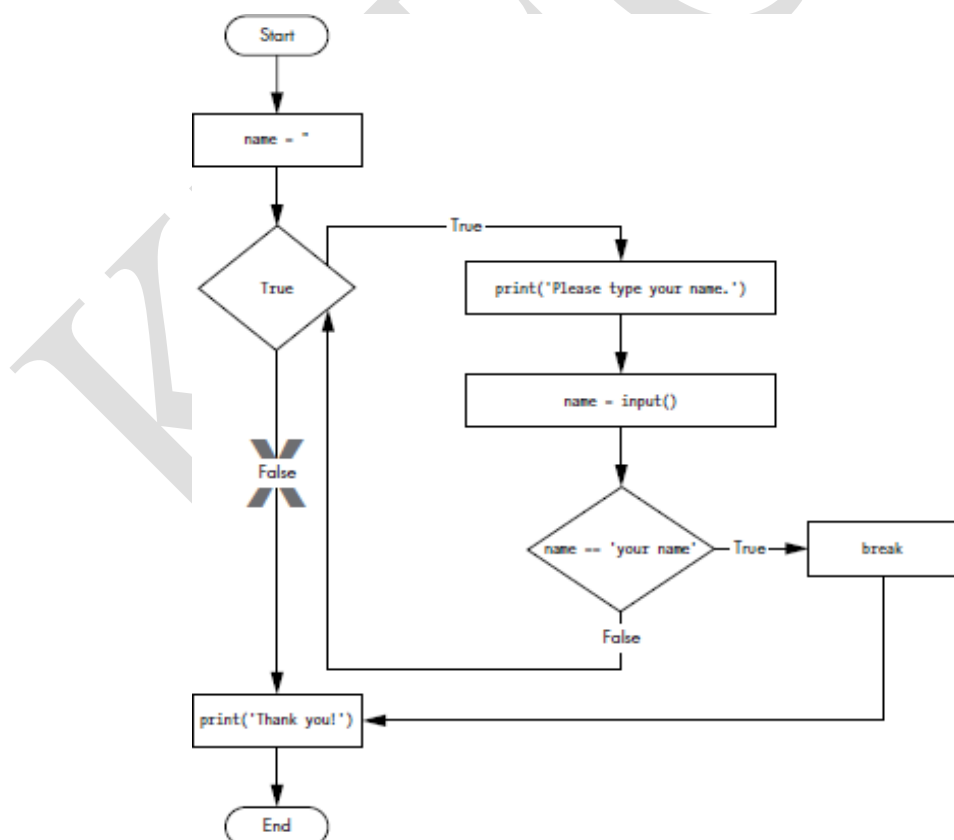 Start
name = ''
True
True
print('Please type your name.')
name = input()
False
name == 'your name'
True
break
False
print('Thank you!')
End